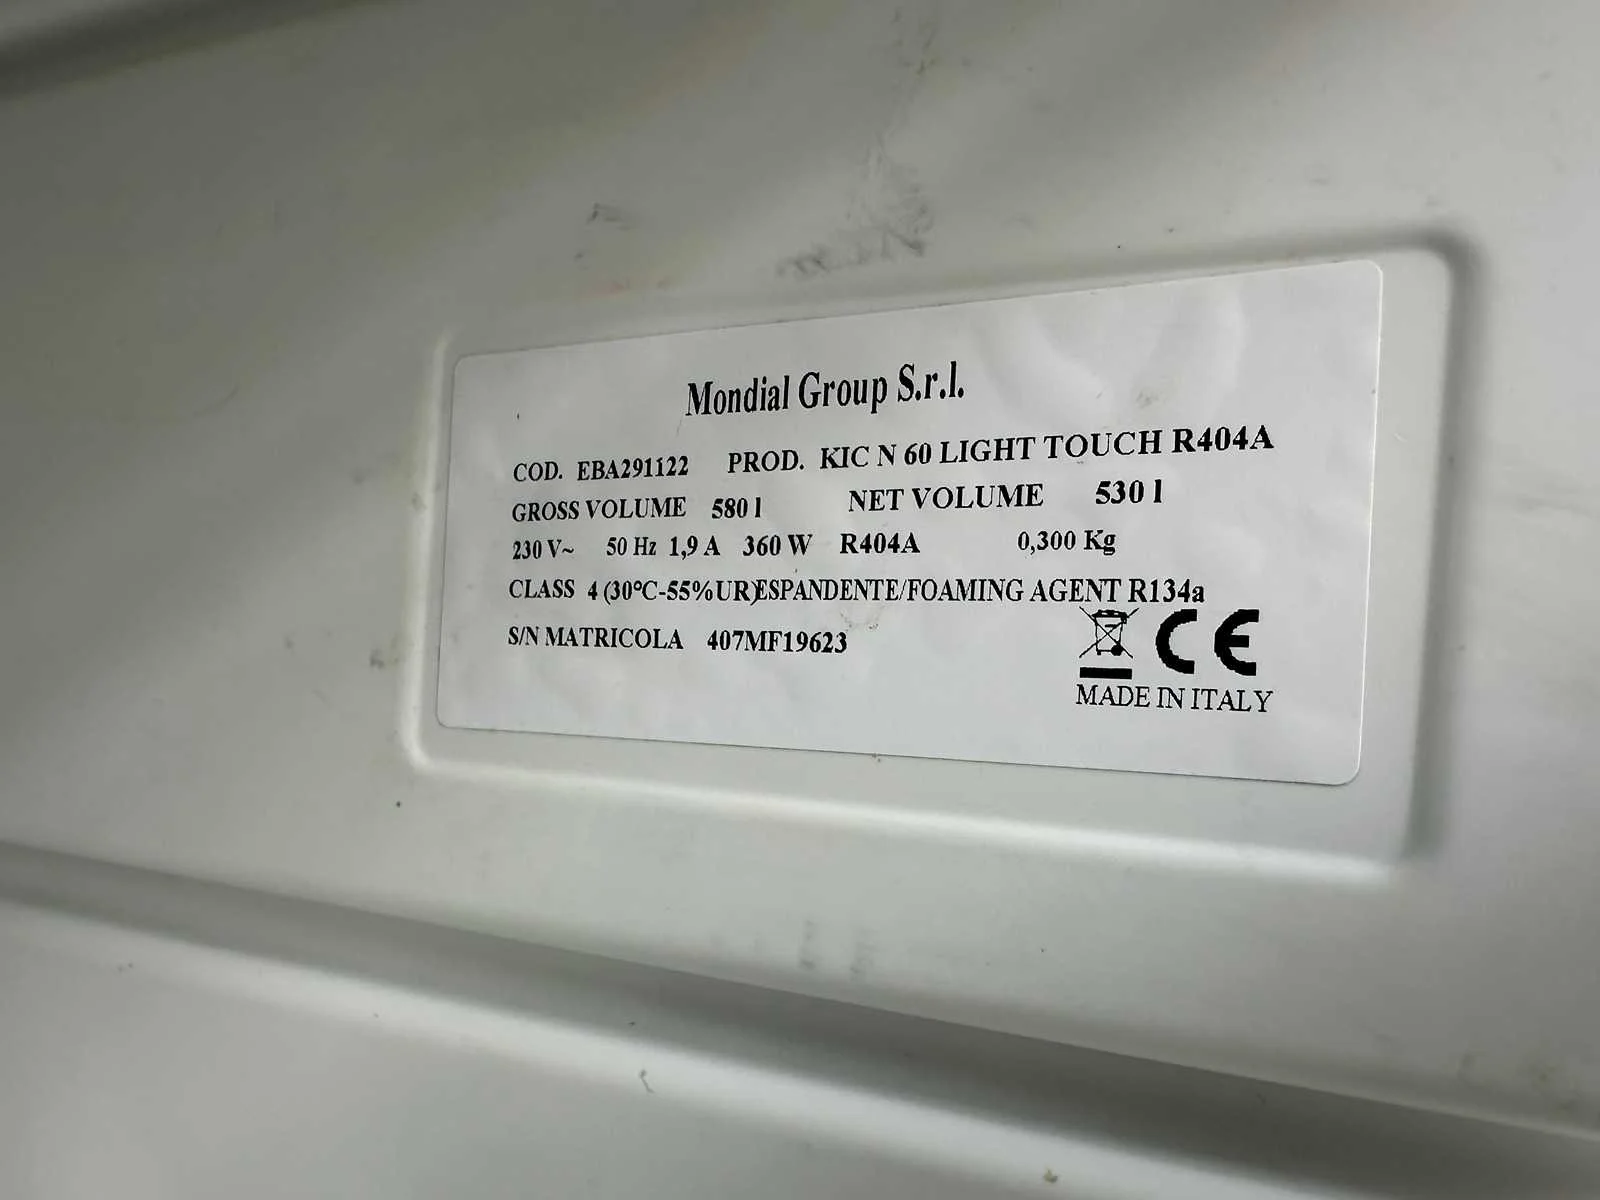 Mondial Group S.r.l.
COD. EBA291122 PROD. KIC N 60 LIGHT TOUCH R404A
GROSS VOLUME 580 l NET VOLUME 530 l
230 V~ 50 Hz 1,9 A 360 W R404A 0,300 Kg
CLASS 4 (30°C-55%UR)ESPANDENTE/FOAMING AGENT R134a
S/N MATRICOLA 407MF19623
CE
MADE IN ITALY